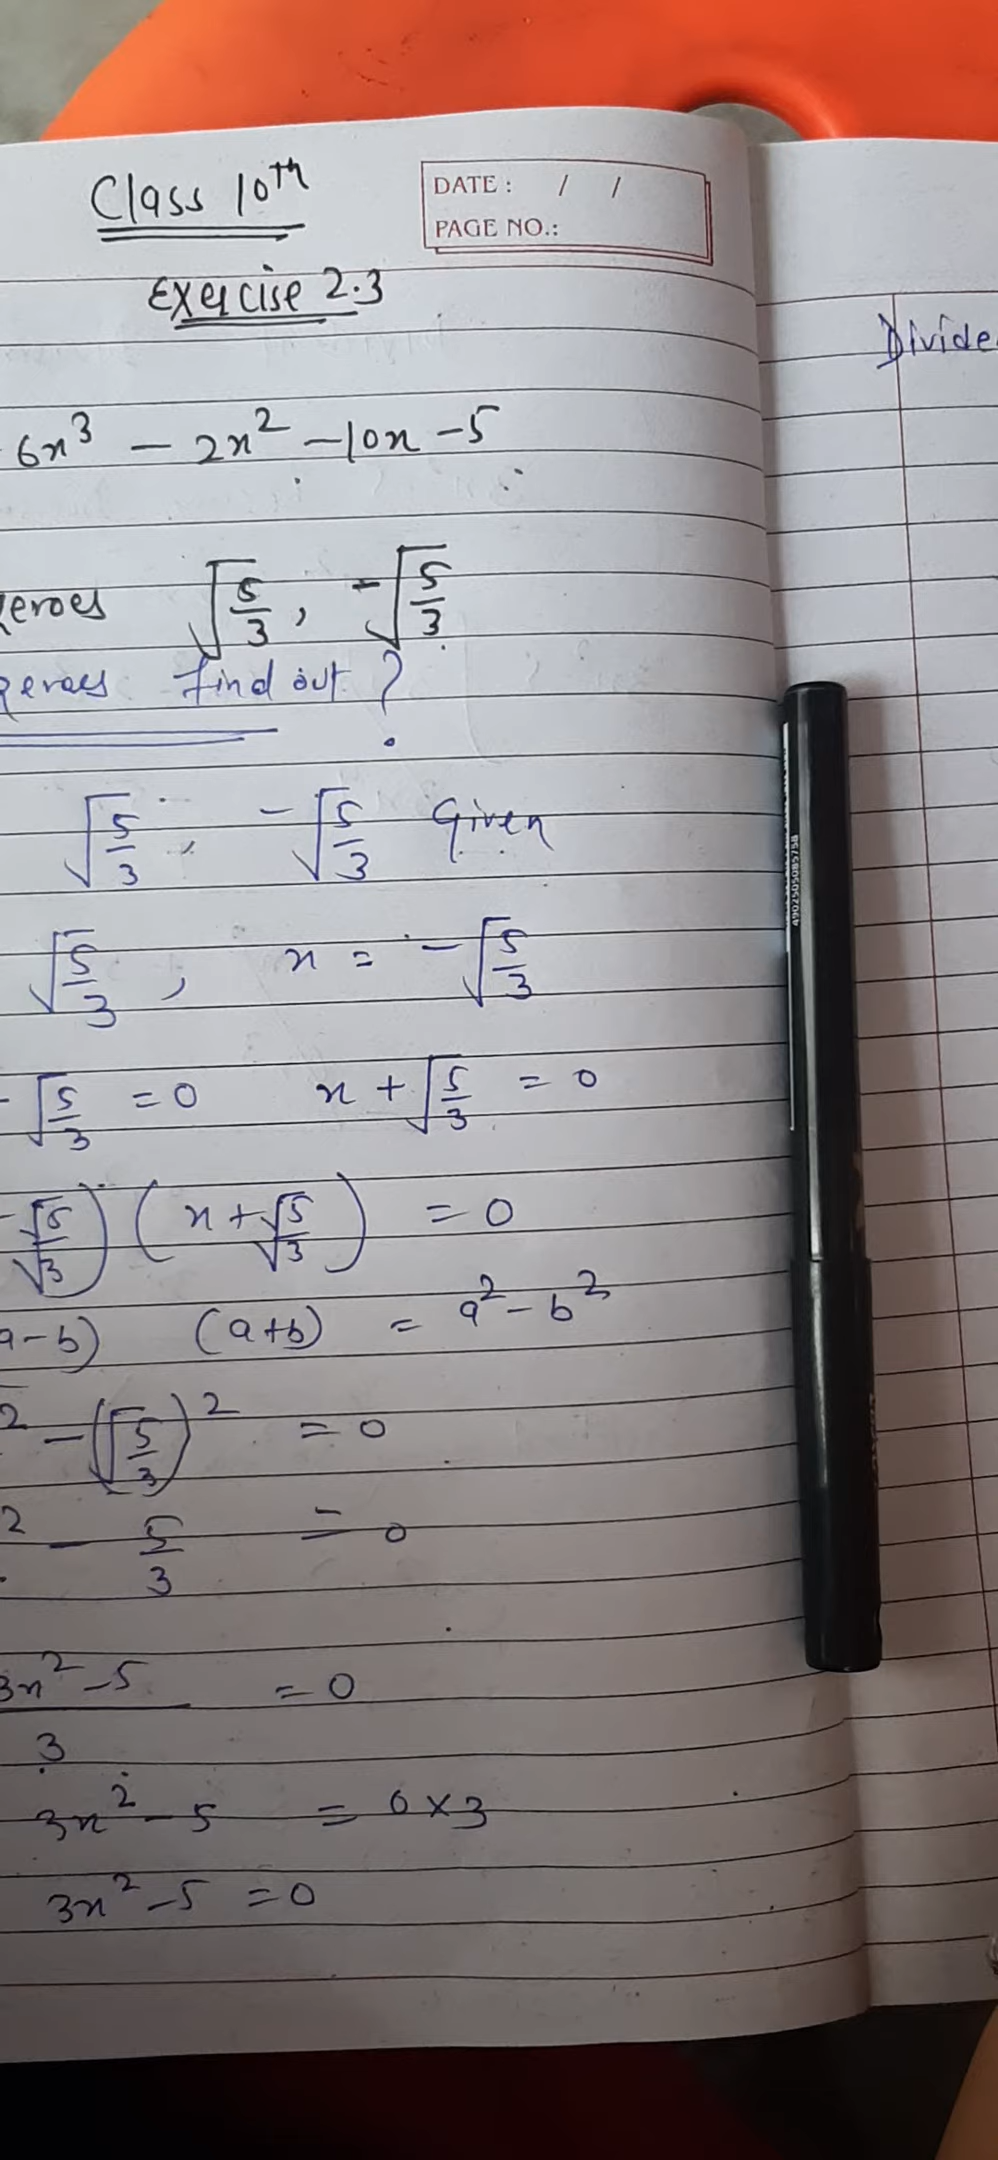 Class 10th
DATE : / /
PAGE NO.:
Exercise 2.3
Divide
6x³ - 2x² - 10x - 5
zeroes √5/3, -√5/3
zeroes find out ?
√5/3, -√5/3 Given
√5/3, x = -√5/3
- √5/3 = 0 x + √5/3 = 0
- √5/√3) (x + √5/√3) = 0
a-b) (a+b) = a² - b²
² - (√5/3)² = 0
² - 5/3 = 0
3x² - 5 / 3 = 0
3x² - 5 = 0 × 3
3x² - 5 = 0
4902505085758